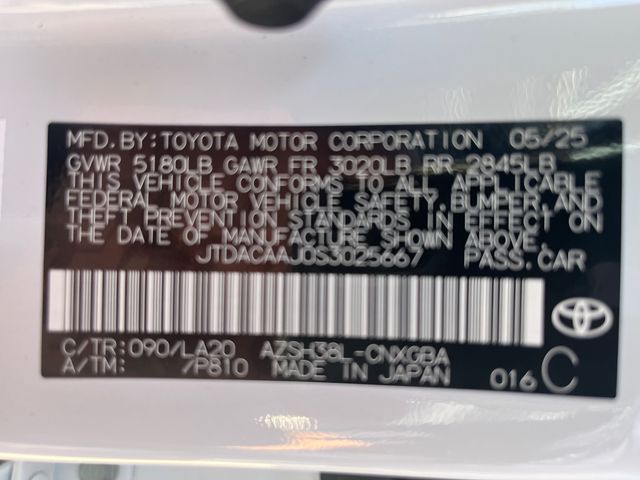 MFD. BY: TOYOTA MOTOR CORPORATION 05/25
GVWR 5180LB GAWR FR 3020LB RR 2845LB
THIS VEHICLE CONFORMS TO ALL APPLICABLE
FEDERAL MOTOR VEHICLE SAFETY, BUMPER, AND
THEFT PREVENTION STANDARDS IN EFFECT ON
THE DATE OF MANUFACTURE SHOWN ABOVE.
JTDACAAJ0S3025667 PASS.CAR
C/TR:090/LA20 AZSH38L-CNXGBA
A/TM: /P810 MADE IN JAPAN 016 C